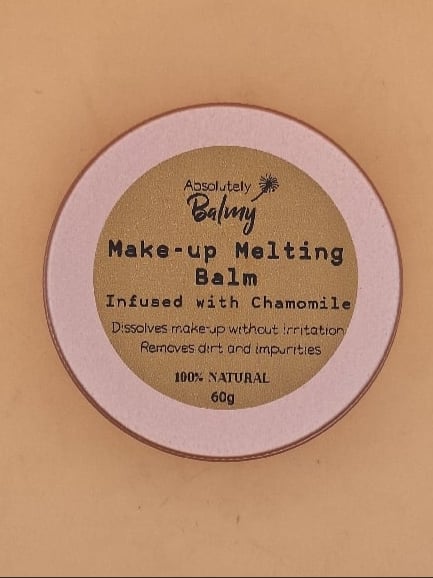 Absolutely
Balmy
Make-up Melting
Balm
Infused with Chamomile
Dissolves make-up without irritation
Removes dirt and impurities
100% NATURAL
60g